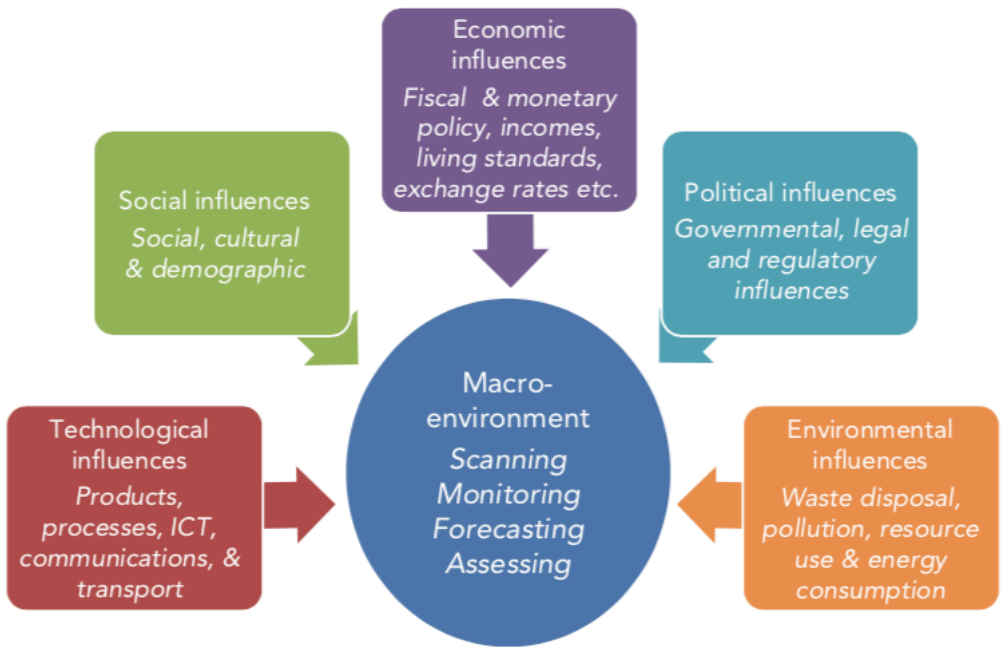 Economic
influences
Fiscal & monetary
policy, incomes,
living standards,
exchange rates etc.
Social influences
Social, cultural
& demographic
Political influences
Governmental, legal
and regulatory
influences
Macro-
environment
Scanning
Monitoring
Forecasting
Assessing
Technological
influences
Products,
processes, ICT,
communications, &
transport
Environmental
influences
Waste disposal,
pollution, resource
use & energy
consumption